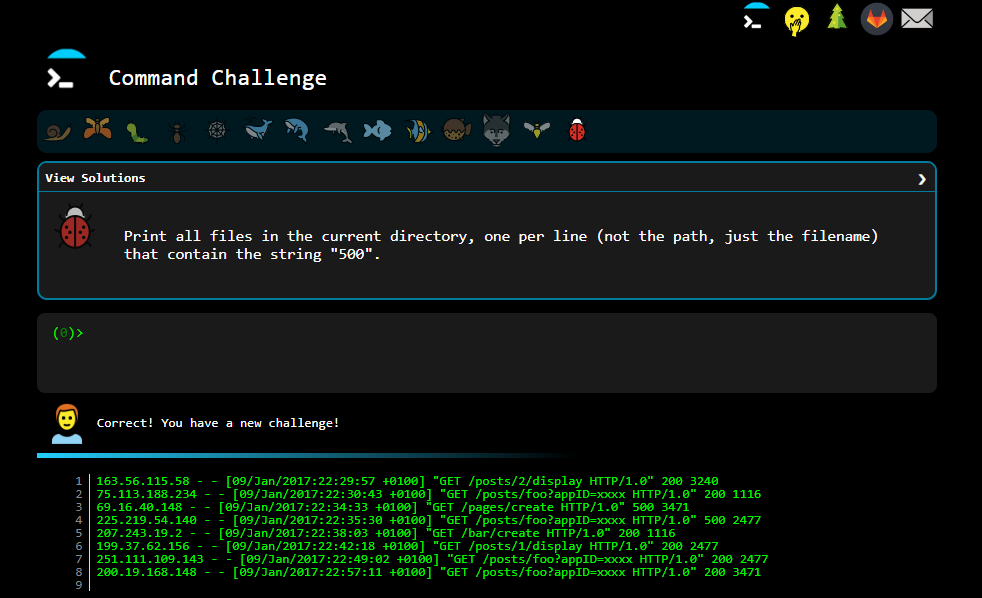 Command Challenge
View Solutions
Print all files in the current directory, one per line (not the path, just the filename)
that contain the string "500".
(0)>
Correct! You have a new challenge!
1 163.56.115.58 - - [09/Jan/2017:22:29:57 +0100] "GET /posts/2/display HTTP/1.0" 200 3240
2 75.113.188.234 - - [09/Jan/2017:22:30:43 +0100] "GET /posts/foo?appID=xxxx HTTP/1.0" 200 1116
3 69.16.40.148 - - [09/Jan/2017:22:34:33 +0100] "GET /pages/create HTTP/1.0" 500 3471
4 225.219.54.140 - - [09/Jan/2017:22:35:30 +0100] "GET /posts/foo?appID=xxxx HTTP/1.0" 500 2477
5 207.243.19.2 - - [09/Jan/2017:22:38:03 +0100] "GET /bar/create HTTP/1.0" 200 1116
6 199.37.62.156 - - [09/Jan/2017:22:42:18 +0100] "GET /posts/1/display HTTP/1.0" 200 2477
7 251.111.109.143 - - [09/Jan/2017:22:49:02 +0100] "GET /posts/foo?appID=xxxx HTTP/1.0" 200 2477
8 200.19.168.148 - - [09/Jan/2017:22:57:11 +0100] "GET /posts/foo?appID=xxxx HTTP/1.0" 200 3471
9